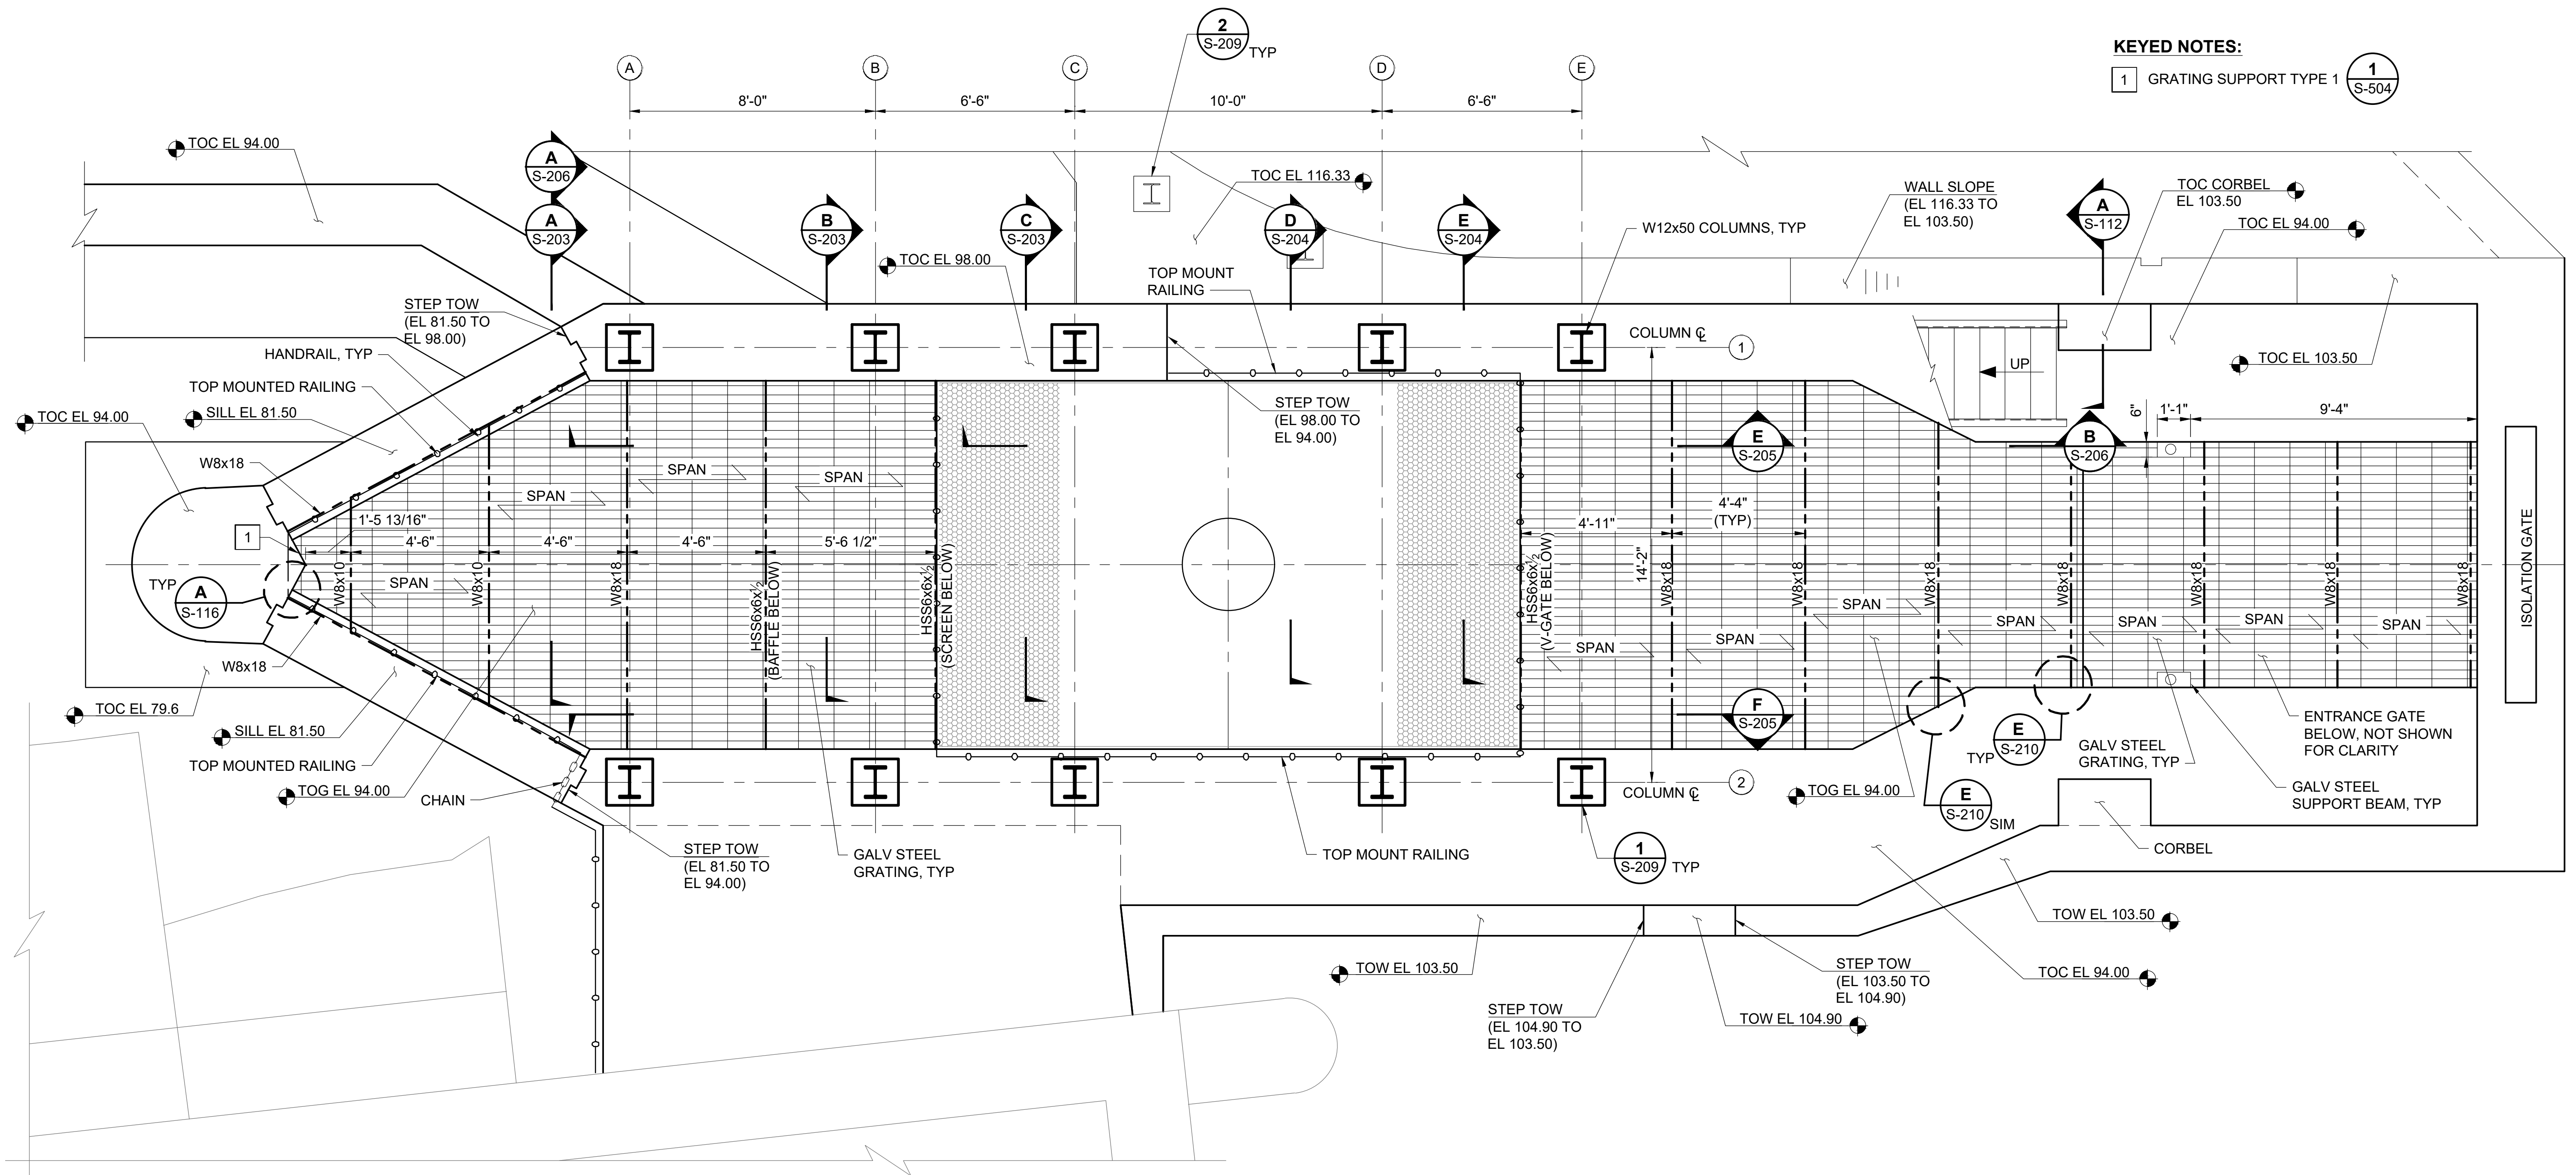 2
S-209
TYP
KEYED NOTES:
1 GRATING SUPPORT TYPE 1
1
S-504
A
B
C
D
E
8'-0"
6'-6"
10'-0"
6'-6"
TOC EL 94.00
A
S-206
A
S-203
B
S-203
C
S-203
D
S-204
E
S-204
TOC EL 116.33
WALL SLOPE
(EL 116.33 TO
EL 103.50)
A
S-112
TOC CORBEL
EL 103.50
TOC EL 94.00
W12x50 COLUMNS, TYP
TOC EL 98.00
TOP MOUNT
RAILING
STEP TOW
(EL 81.50 TO
EL 98.00)
HANDRAIL, TYP
TOP MOUNTED RAILING
SILL EL 81.50
TOC EL 94.00
W8x18
COLUMN ℄
1
UP
TOC EL 103.50
STEP TOW
(EL 98.00 TO
EL 94.00)
6"
1'-1"
9'-4"
E
S-205
B
S-206
SPAN
SPAN
SPAN
SPAN
1
1'-5 13/16"
4'-6"
4'-6"
4'-6"
5'-6 1/2"
4'-11"
4'-4"
(TYP)
14'-2"
TYP
A
S-116
W8x10
W8x10
W8x18
HSS6x6x½
(BAFFLE BELOW)
HSS6x6x½
(SCREEN BELOW)
HSS6x6x½
(V-GATE BELOW)
W8x18
W8x18
W8x18
W8x18
W8x18
W8x18
W8x18
ISOLATION GATE
SPAN
SPAN
SPAN
SPAN
SPAN
SPAN
SPAN
W8x18
TOC EL 79.6
SILL EL 81.50
TOP MOUNTED RAILING
TOG EL 94.00
CHAIN
F
S-205
TYP
E
S-210
ENTRANCE GATE
BELOW, NOT SHOWN
FOR CLARITY
GALV STEEL
GRATING, TYP
GALV STEEL
SUPPORT BEAM, TYP
COLUMN ℄
2
TOG EL 94.00
E
S-210
SIM
CORBEL
STEP TOW
(EL 81.50 TO
EL 94.00)
GALV STEEL
GRATING, TYP
TOP MOUNT RAILING
1
S-209
TYP
TOW EL 103.50
TOW EL 103.50
STEP TOW
(EL 103.50 TO
EL 104.90)
TOC EL 94.00
STEP TOW
(EL 104.90 TO
EL 103.50)
TOW EL 104.90